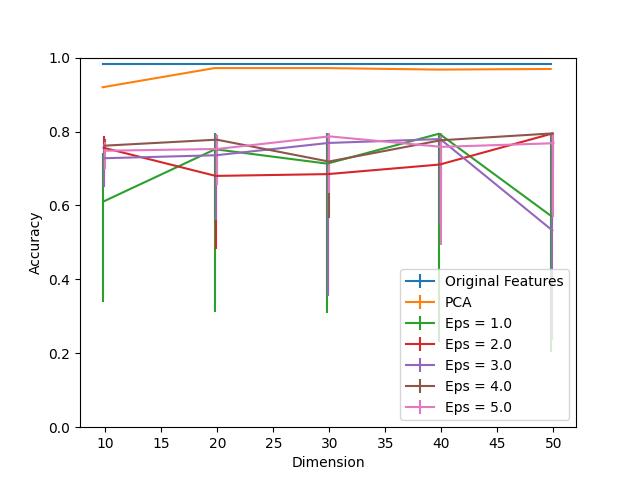 1.0
0.8
0.6
0.4
0.2
0.0
Accuracy
10
15
20
25
30
35
40
45
50
Dimension
Original Features
PCA
Eps = 1.0
Eps = 2.0
Eps = 3.0
Eps = 4.0
Eps = 5.0